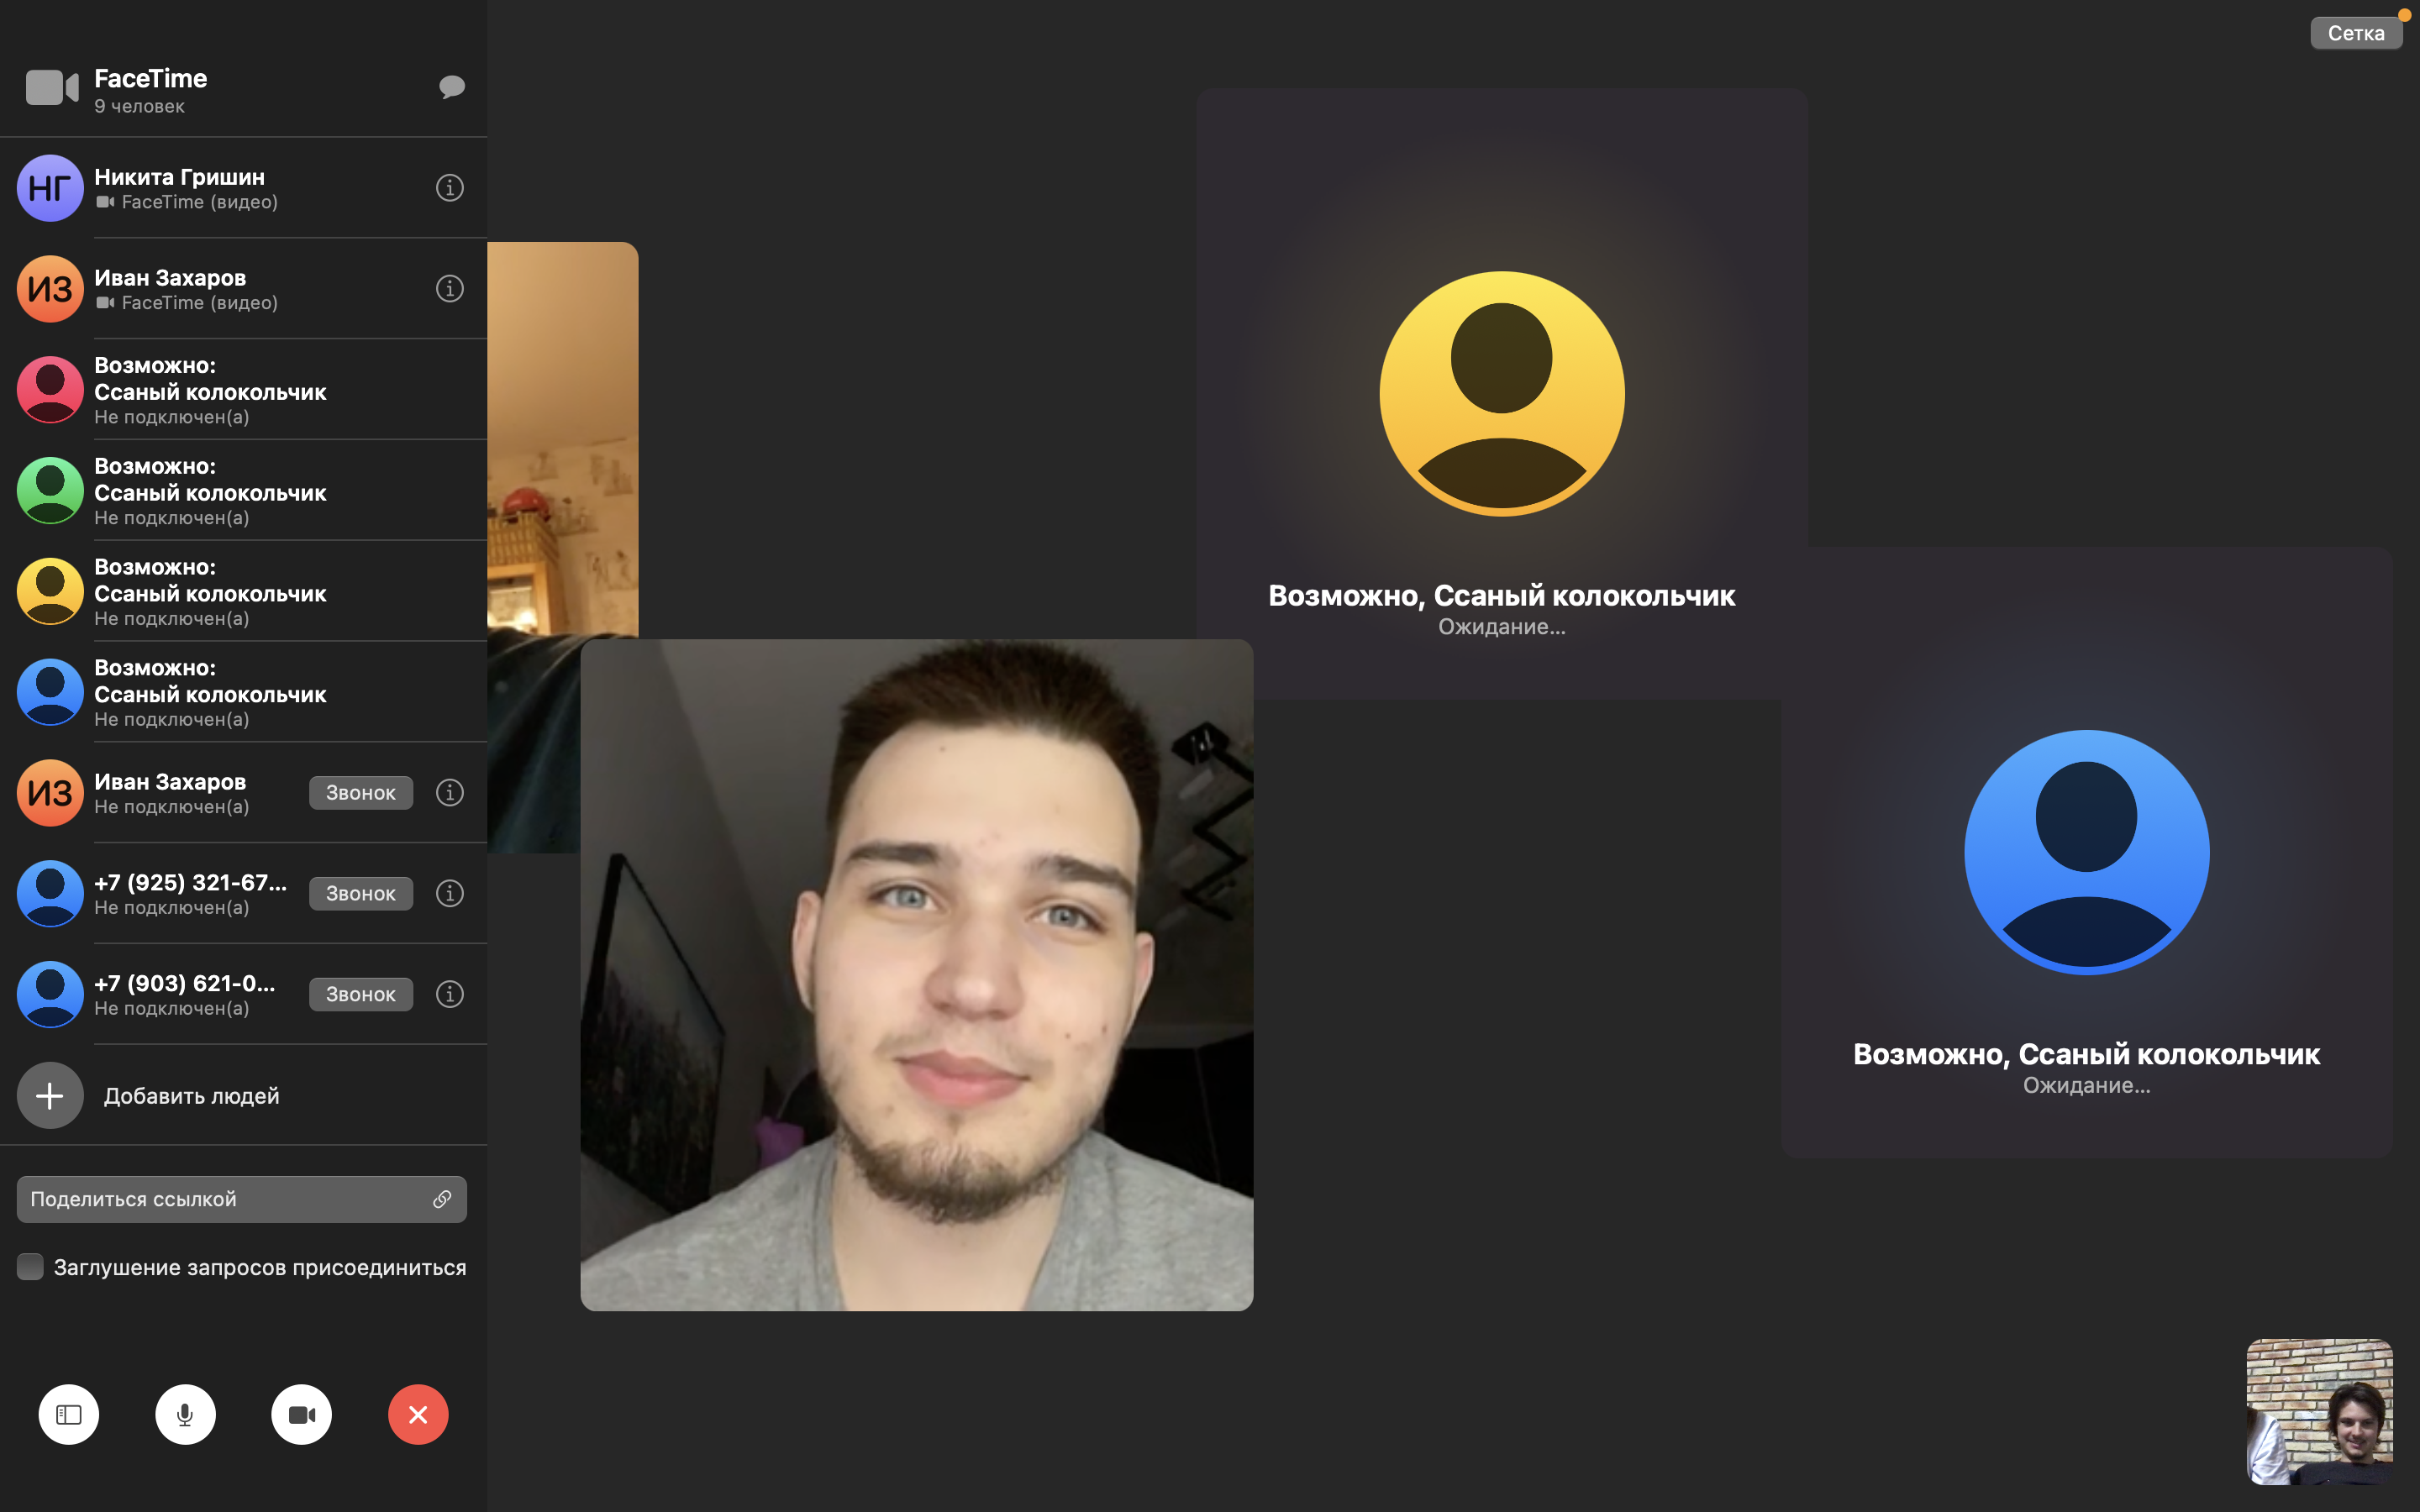 Сетка
FaceTime
9 человек
НГ
Никита Гришин
FaceTime (видео)
ИЗ
Иван Захаров
FaceTime (видео)
Возможно:
Ссаный колокольчик
Не подключен(а)
Возможно:
Ссаный колокольчик
Не подключен(а)
Возможно:
Ссаный колокольчик
Не подключен(а)
Возможно:
Ссаный колокольчик
Не подключен(а)
ИЗ
Иван Захаров
Не подключен(а)
Звонок
+7 (925) 321-67...
Не подключен(а)
Звонок
+7 (903) 621-0...
Не подключен(а)
Звонок
Добавить людей
Поделиться ссылкой
Заглушение запросов присоединиться
Возможно, Ссаный колокольчик
Ожидание...
Возможно, Ссаный колокольчик
Ожидание...